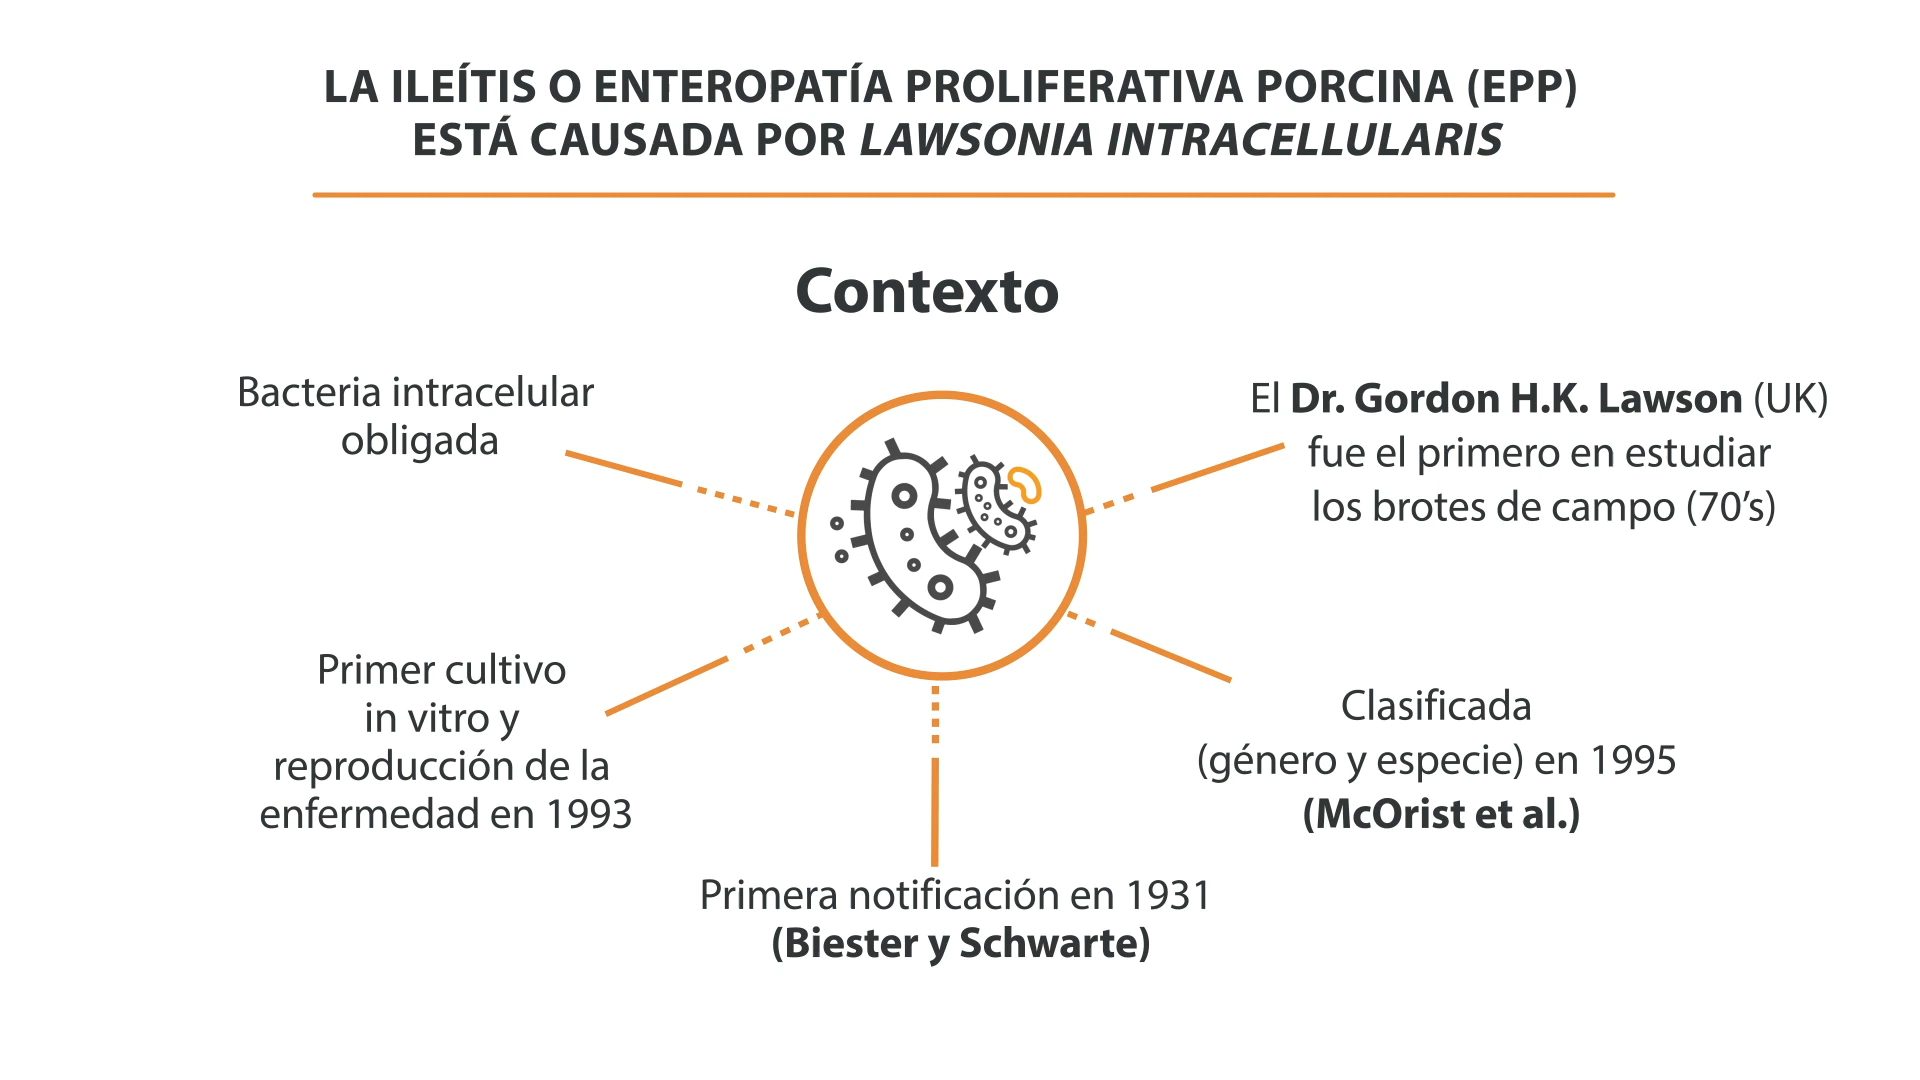 LA ILEÍTIS O ENTEROPATÍA PROLIFERATIVA PORCINA (EPP)
ESTÁ CAUSADA POR LAWSONIA INTRACELLULARIS
Contexto
Bacteria intracelular
obligada
El Dr. Gordon H.K. Lawson (UK)
fue el primero en estudiar
los brotes de campo (70’s)
Primer cultivo
in vitro y
reproducción de la
enfermedad en 1993
Clasificada
(género y especie) en 1995
(McOrist et al.)
Primera notificación en 1931
(Biester y Schwarte)